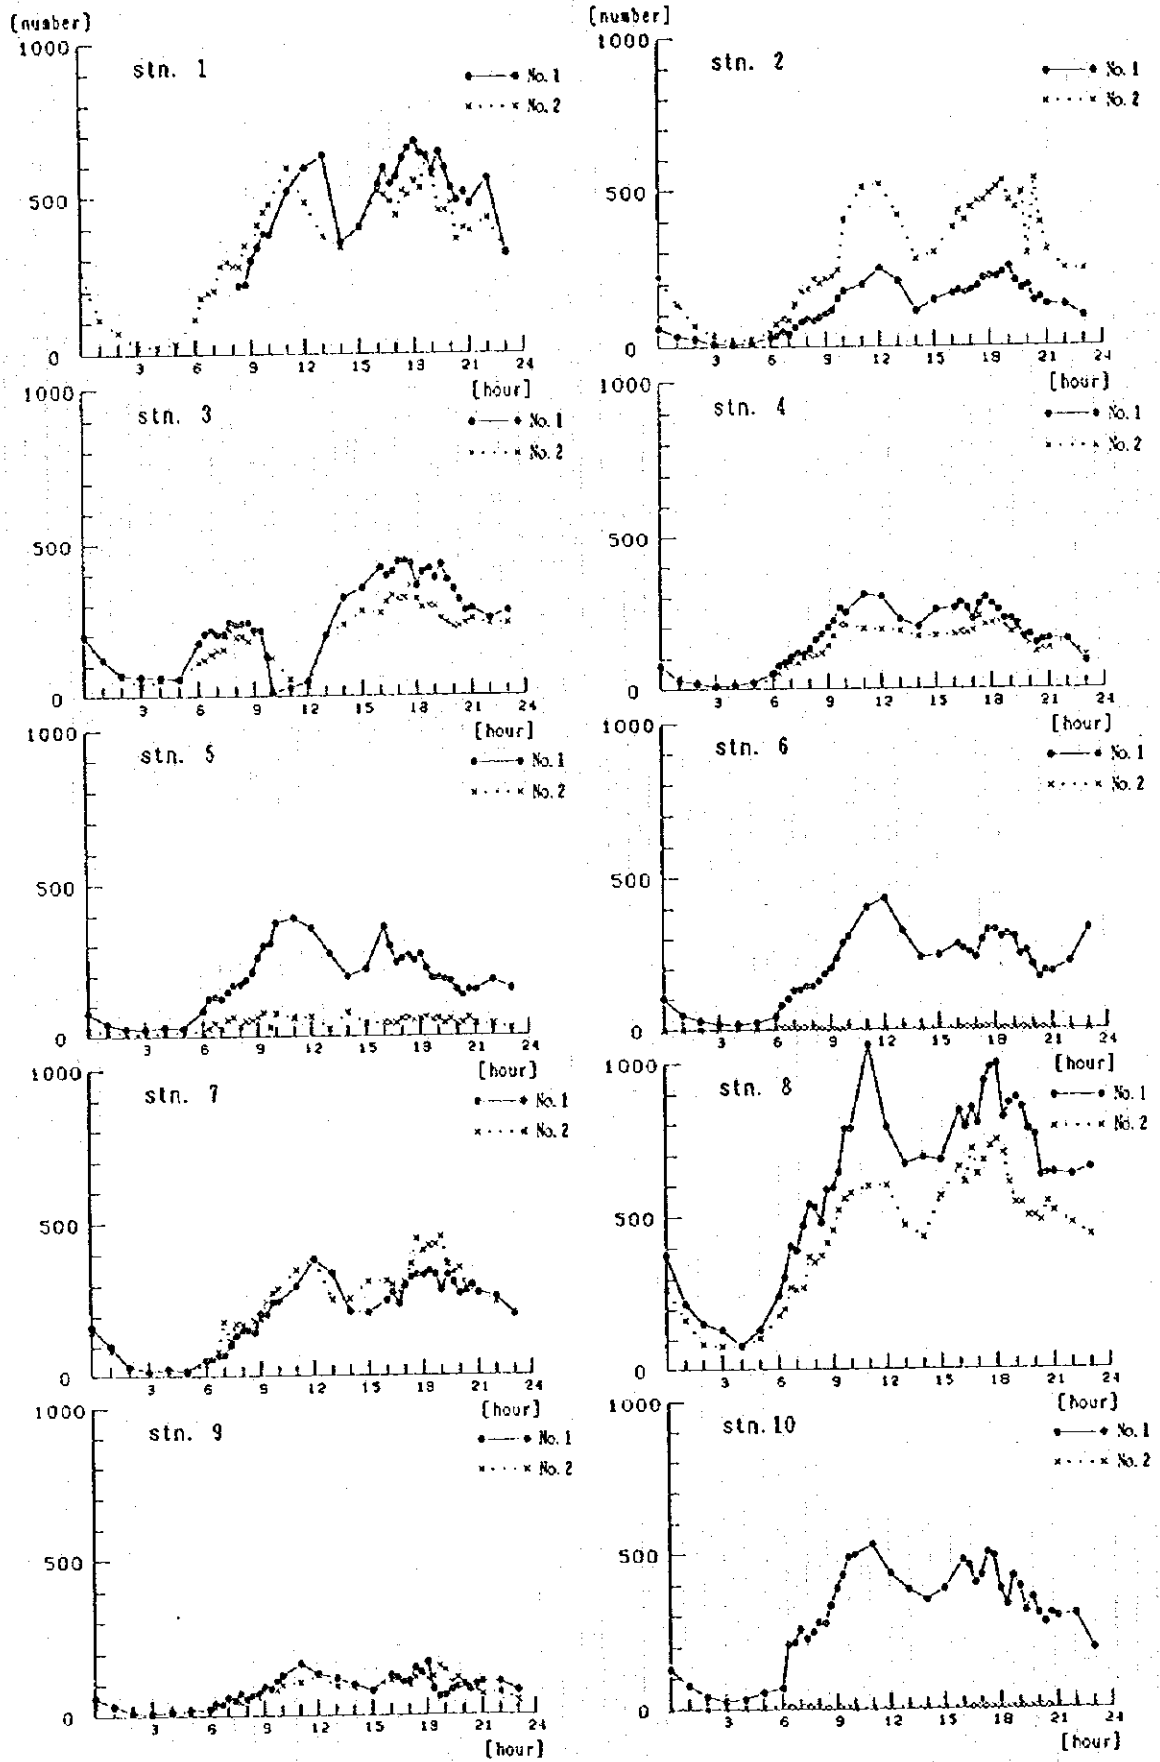 [number] [number]
1000 1000
stn. 1 stn. 2
No. 1 No. 1
No. 2 No. 2
500 500
0 0
3 6 9 12 15 18 21 24 3 6 9 12 15 18 21 24
[hour] [hour]
1000 1000
stn. 3 stn. 4
No. 1 No. 1
No. 2 No. 2
500 500
0 0
3 6 9 12 15 18 21 24 3 6 9 12 15 18 21 24
[hour] [hour]
1000 1000
stn. 5 stn. 6
No. 1 No. 1
No. 2 No. 2
500 500
0 0
3 6 9 12 15 18 21 24 3 6 9 12 15 18 21 24
[hour] [hour]
1000 1000
stn. 7 stn. 8
No. 1 No. 1
No. 2 No. 2
500 500
0 0
3 6 9 12 15 18 21 24 3 6 9 12 15 18 21 24
[hour] [hour]
1000 1000
stn. 9 stn. 10
No. 1 No. 1
No. 2 No. 2
500 500
0 0
3 6 9 12 15 18 21 24 3 6 9 12 15 18 21 24
[hour] [hour]